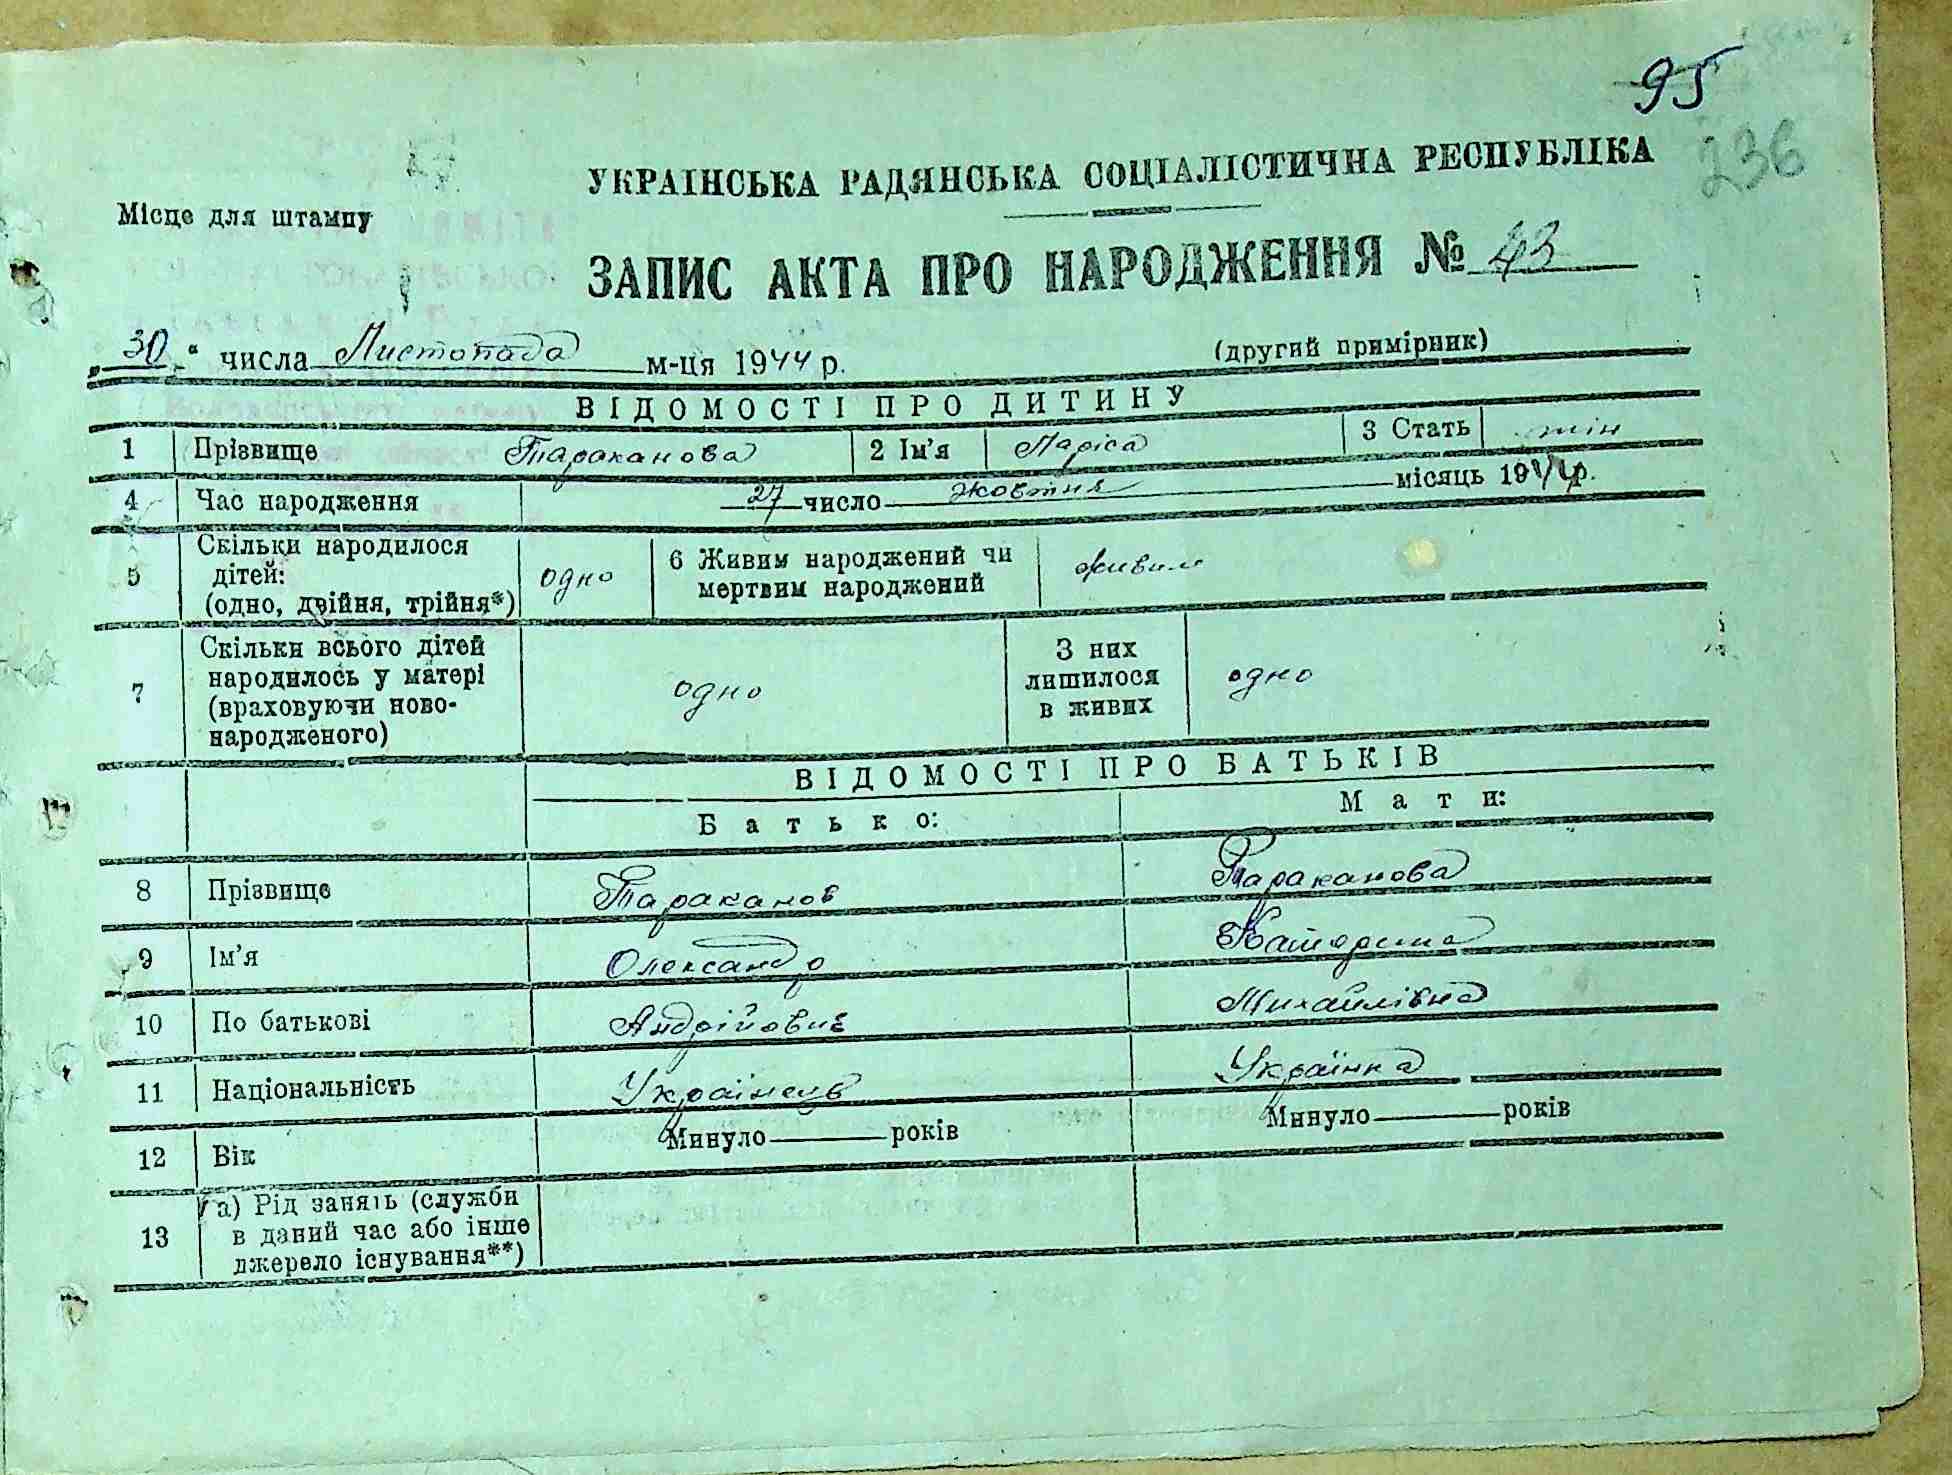 95
236
УКРАІНСЬКА РАДЯНСЬКА СОЦІАЛІСТИЧНА РЕСПУБЛІКА
Місце для штампу
ЗАПИС АКТА ПРО НАРОДЖЕННЯ № 43
„30“ числа Листопада м-ця 1944 р. (другий примірник)
ВІДОМОСТІ ПРО ДИТИНУ
1 Прізвище Тараканова 2 Ім'я Лариса 3 Стать жін
4 Час народження 27 число жовтня місяць 1944р.
5 Скільки народилося дітей: (одно, двійня, трійня*) одно 6 Живим народжений чи мертвим народжений живим
7 Скільки всього дітей народилось у матері (враховуючи ново-народженого) одно З них лишилося в живих одно
ВІДОМОСТІ ПРО БАТЬКІВ
Батько: Мати:
8 Прізвище Тараканов Тараканова
9 Ім'я Олександр Катерина
10 По батькові Андрійович Михайлівна
11 Національність Українець Українка
12 Вік Минуло років Минуло років
13 а) Рід занять (служби в даний час або інше джерело існування**)